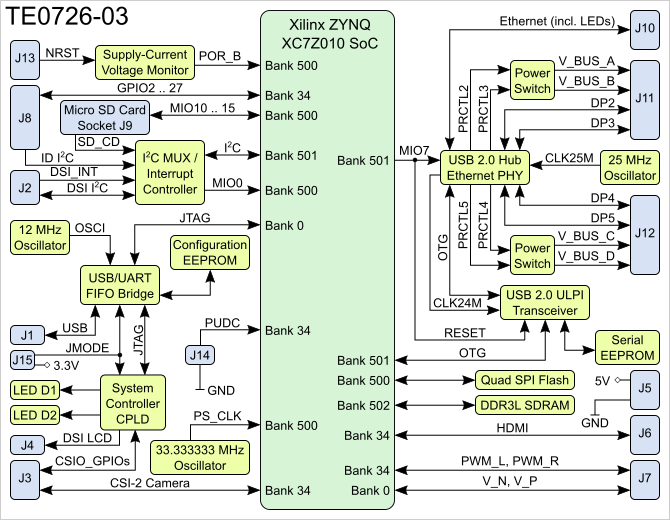 TE0726-03
Xilinx ZYNQ
XC7Z010 SoC
J13
NRST
Supply-Current
Voltage Monitor
POR_B
Bank 500
GPIO2 .. 27
Bank 34
J8
Micro SD Card
Socket J9
MIO10 .. 15
Bank 500
SD_CD
ID I²C
I²C MUX /
Interrupt
Controller
I²C
Bank 501
J2
DSI_INT
DSI I²C
MIO0
Bank 500
JTAG
Bank 0
12 MHz
Oscillator
OSCI
Configuration
EEPROM
USB/UART
FIFO Bridge
J1
USB
J15
JMODE
3.3V
JTAG
PUDC
Bank 34
J14
GND
LED D1
LED D2
System
Controller
CPLD
PS_CLK
Bank 500
J4
DSI LCD
33.333333 MHz
Oscillator
J3
CSIO_GPIOs
CSI-2 Camera
Bank 34
Ethernet (incl. LEDs)
J10
Power
Switch
V_BUS_A
V_BUS_B
J11
PRCTL2
PRCTL3
DP2
DP3
Bank 501
MIO7
USB 2.0 Hub
Ethernet PHY
CLK25M
25 MHz
Oscillator
DP4
DP5
J12
OTG
PRCTL5
PRCTL4
Power
Switch
V_BUS_C
V_BUS_D
CLK24M
USB 2.0 ULPI
Transceiver
RESET
Serial
EEPROM
Bank 501
OTG
Bank 500
Quad SPI Flash
5V
J5
Bank 502
DDR3L SDRAM
GND
Bank 34
HDMI
J6
Bank 34
PWM_L, PWM_R
J7
Bank 0
V_N, V_P